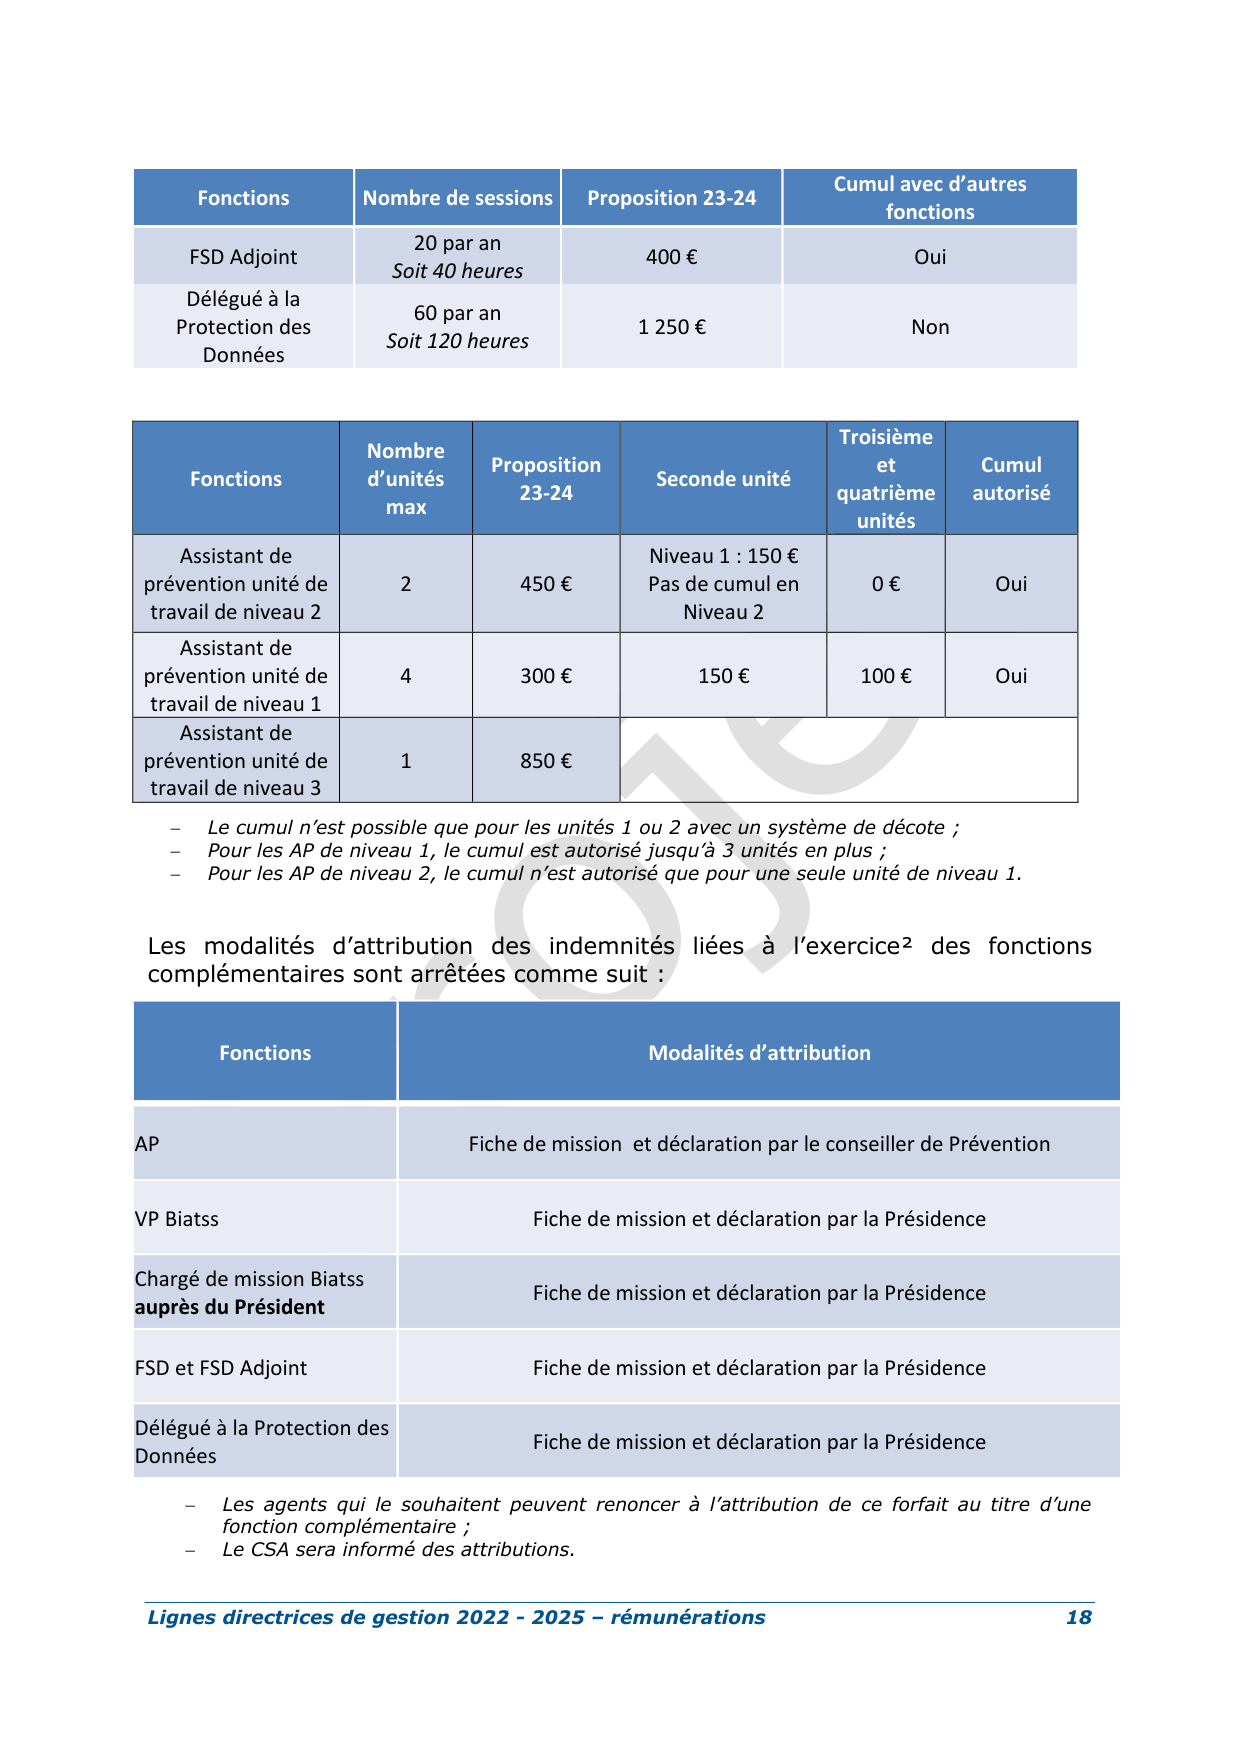 Fonctions
Nombre de sessions
Proposition 23-24
Cumul avec d’autres
fonctions
FSD Adjoint
20 par an
Soit 40 heures
400 €
Oui
Délégué à la
Protection des
Données
60 par an
Soit 120 heures
1 250 €
Non
Fonctions
Nombre
d’unités
max
Proposition
23-24
Seconde unité
Troisième
et
quatrième
unités
Cumul
autorisé
Assistant de
prévention unité de
travail de niveau 2
2
450 €
Niveau 1 : 150 €
Pas de cumul en
Niveau 2
0 €
Oui
Assistant de
prévention unité de
travail de niveau 1
4
300 €
150 €
100 €
Oui
Assistant de
prévention unité de
travail de niveau 3
1
850 €
– Le cumul n’est possible que pour les unités 1 ou 2 avec un système de décote ;
– Pour les AP de niveau 1, le cumul est autorisé jusqu’à 3 unités en plus ;
– Pour les AP de niveau 2, le cumul n’est autorisé que pour une seule unité de niveau 1.
Les modalités d’attribution des indemnités liées à l’exercice² des fonctions
complémentaires sont arrêtées comme suit :
Fonctions
Modalités d’attribution
AP
Fiche de mission et déclaration par le conseiller de Prévention
VP Biatss
Fiche de mission et déclaration par la Présidence
Chargé de mission Biatss
auprès du Président
Fiche de mission et déclaration par la Présidence
FSD et FSD Adjoint
Fiche de mission et déclaration par la Présidence
Délégué à la Protection des
Données
Fiche de mission et déclaration par la Présidence
– Les agents qui le souhaitent peuvent renoncer à l’attribution de ce forfait au titre d’une
fonction complémentaire ;
– Le CSA sera informé des attributions.
Lignes directrices de gestion 2022 - 2025 – rémunérations 18